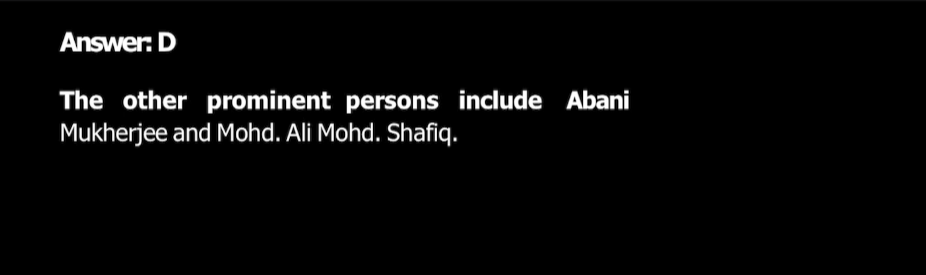 Answer: D
The other prominent persons include Abani
Mukherjee and Mohd. Ali Mohd. Shafiq.